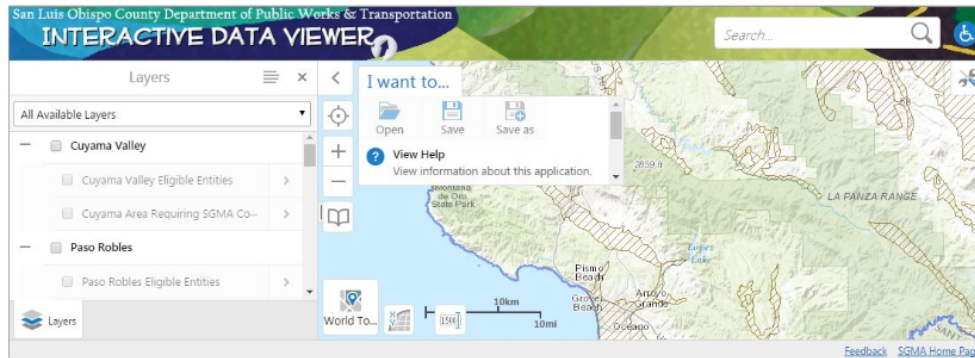 San Luis Obispo County Department of Public Works & Transportation
INTERACTIVE DATA VIEWER
Search...
Layers
All Available Layers
Cuyama Valley
Cuyama Valley Eligible Entities
Cuyama Area Requiring SGMA Co—
Paso Robles
Paso Robles Eligible Entities
Layers
I want to...
Open
Save
Save as
View Help
View information about this application.
2859 ft
LA PANZA RANGE
Montana
de Oro
State Park
Lopez
Lake
Pismo
Beach
Grover
Beach
Arroyo
Grande
Oceano
World To...
1500
10km
10mi
Feedback
SGMA Home Pag